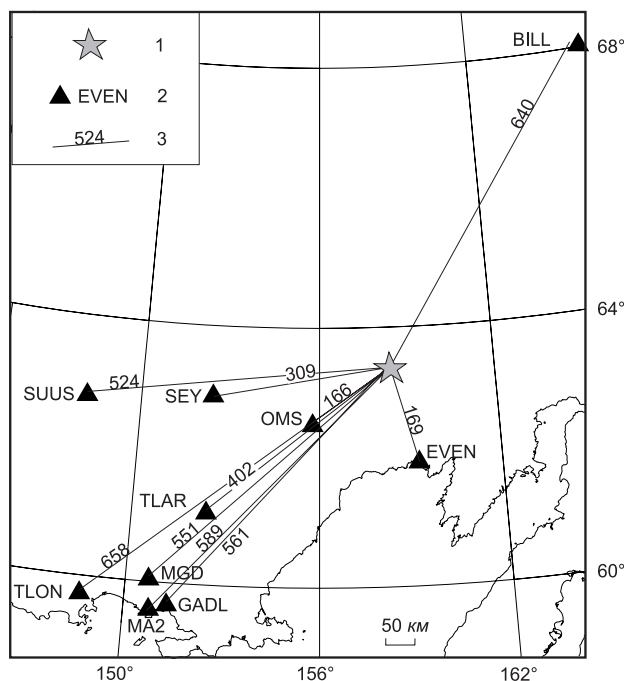 BILL
68°
1
EVEN 2
524 3
640
64°
309
524
SUUS
SEY
166
OMS
169
EVEN
402
TLAR
551
589
561
658
MGD
TLON
GADL
MA2
60°
50 км
150°
156°
162°